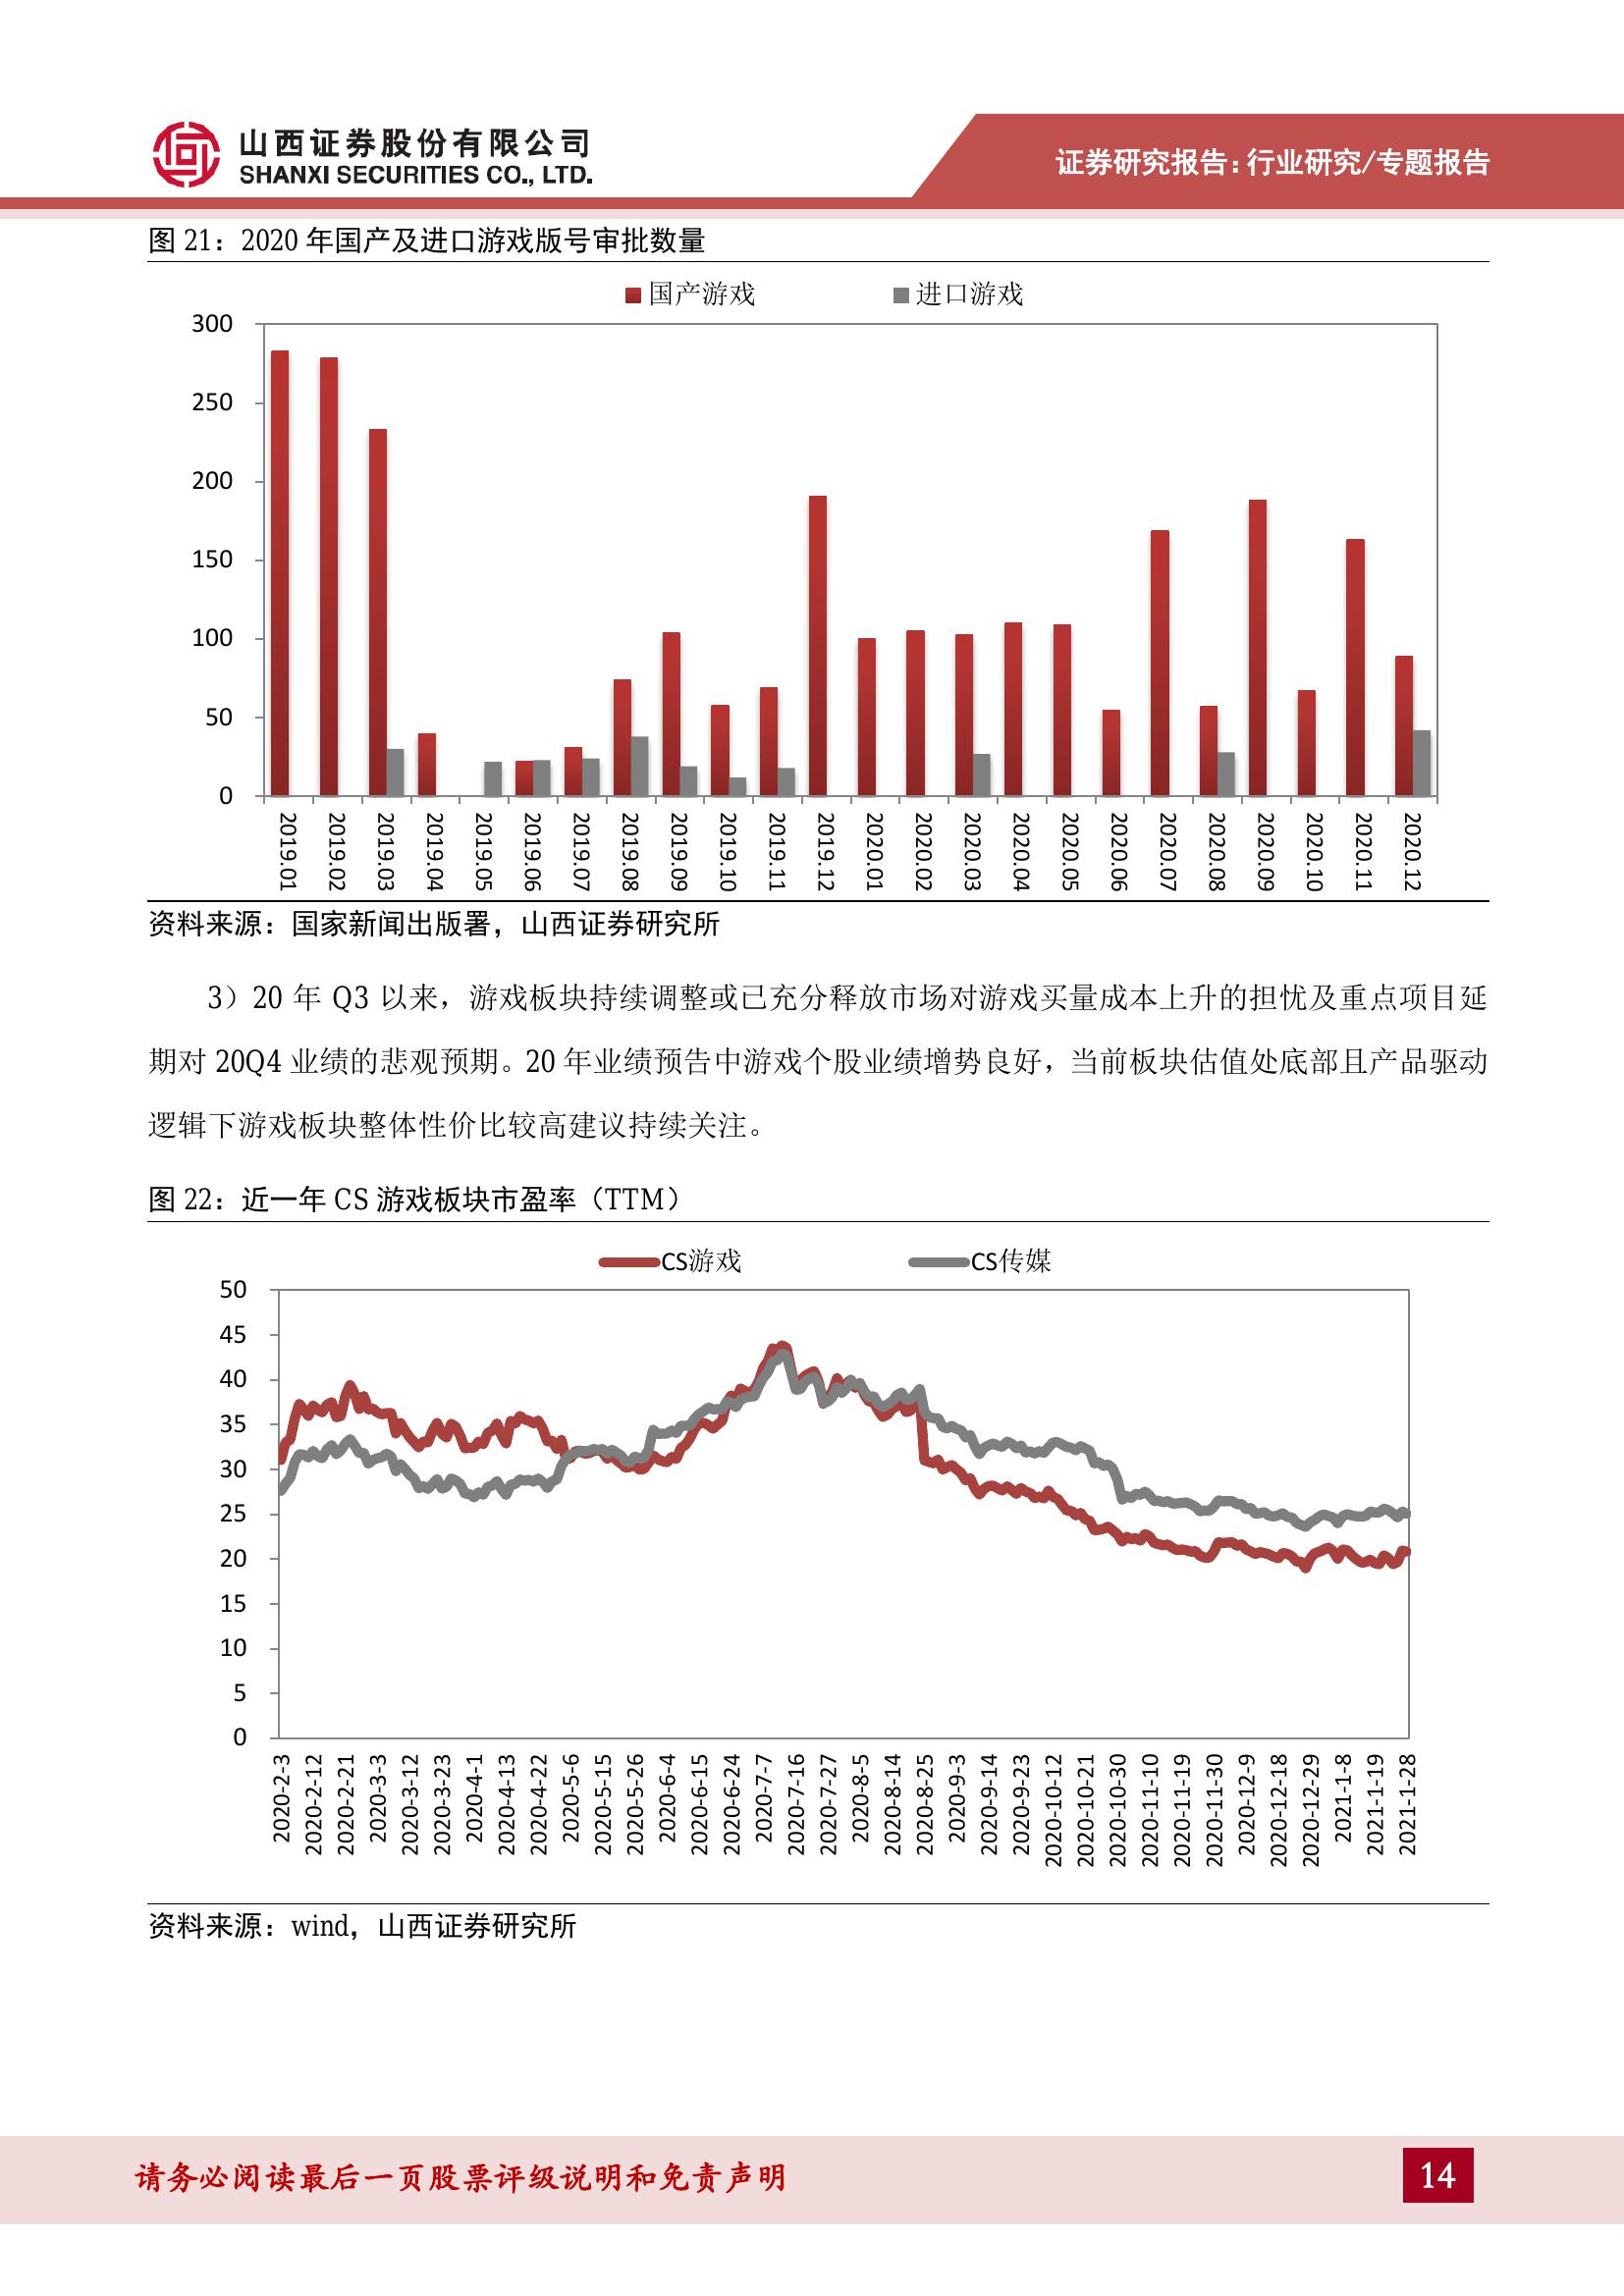 山西证券股份有限公司
SHANXI SECURITIES CO., LTD.
证券研究报告:行业研究/专题报告
图 21：2020 年国产及进口游戏版号审批数量
国产游戏 进口游戏
300
250
200
150
100
50
0
2019.01 2019.02 2019.03 2019.04 2019.05 2019.06 2019.07 2019.08 2019.09 2019.10 2019.11 2019.12 2020.01 2020.02 2020.03 2020.04 2020.05 2020.06 2020.07 2020.08 2020.09 2020.10 2020.11 2020.12
资料来源：国家新闻出版署，山西证券研究所
3）20 年 Q3 以来，游戏板块持续调整或已充分释放市场对游戏买量成本上升的担忧及重点项目延
期对 20Q4 业绩的悲观预期。20 年业绩预告中游戏个股业绩增势良好，当前板块估值处底部且产品驱动
逻辑下游戏板块整体性价比较高建议持续关注。
图 22：近一年 CS 游戏板块市盈率（TTM）
CS游戏 CS传媒
50
45
40
35
30
25
20
15
10
5
0
2020-2-3 2020-2-12 2020-2-21 2020-3-3 2020-3-12 2020-3-23 2020-4-1 2020-4-13 2020-4-22 2020-5-6 2020-5-15 2020-5-26 2020-6-4 2020-6-15 2020-6-24 2020-7-7 2020-7-16 2020-7-27 2020-8-5 2020-8-14 2020-8-25 2020-9-3 2020-9-14 2020-9-23 2020-10-12 2020-10-21 2020-10-30 2020-11-10 2020-11-19 2020-11-30 2020-12-9 2020-12-18 2020-12-29 2021-1-8 2021-1-19 2021-1-28
资料来源：wind，山西证券研究所
请务必阅读最后一页股票评级说明和免责声明
14